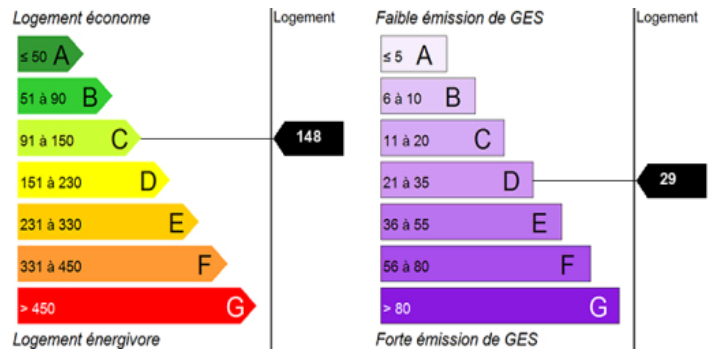 Logement économe
Logement
≤ 50 A
51 à 90 B
91 à 150 C
148
151 à 230 D
231 à 330 E
331 à 450 F
> 450 G
Logement énergivore
Faible émission de GES
Logement
≤ 5 A
6 à 10 B
11 à 20 C
21 à 35 D
29
36 à 55 E
56 à 80 F
> 80 G
Forte émission de GES